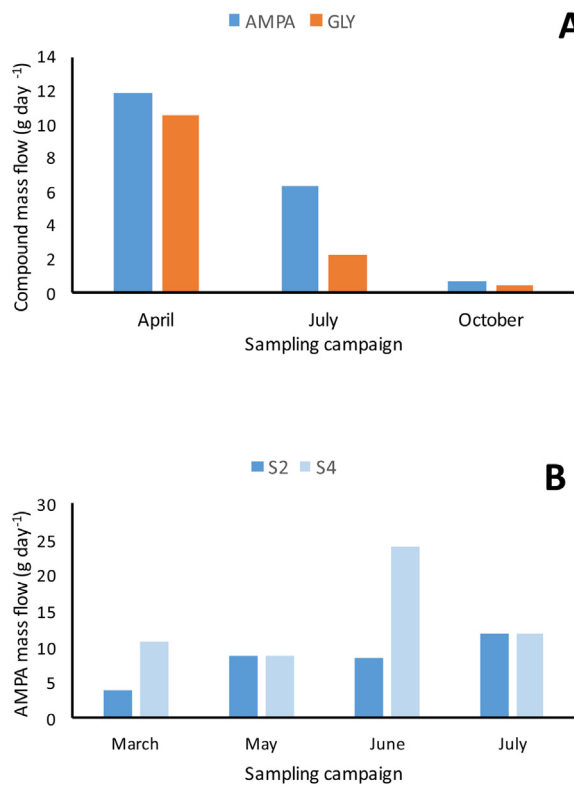 AMPA GLY
A
Compound mass flow (g day -1)
14
12
10
8
6
4
2
0
April July October
Sampling campaign
S2 S4
B
AMPA mass flow (g day-1)
30
25
20
15
10
5
0
March May June July
Sampling campaign